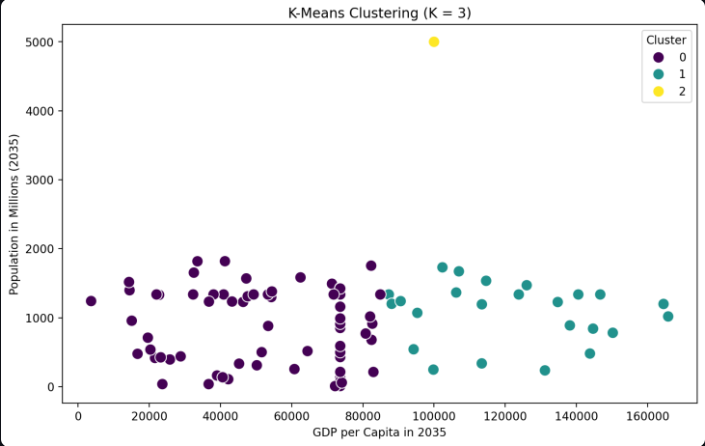 K-Means Clustering (K = 3)
Cluster
0
1
2
Population in Millions (2035)
5000
4000
3000
2000
1000
0
0 20000 40000 60000 80000 100000 120000 140000 160000
GDP per Capita in 2035